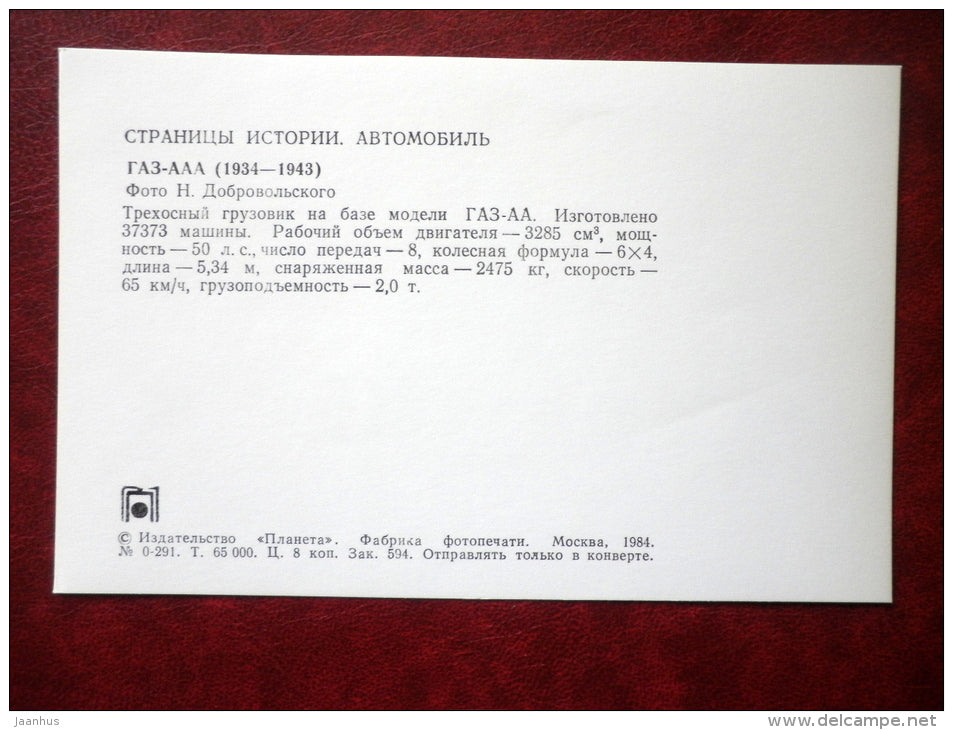 СТРАНИЦЫ ИСТОРИИ. АВТОМОБИЛЬ
ГАЗ-ААА (1934—1943)
Фото Н. Добровольского
Трехосный грузовик на базе модели ГАЗ-АА. Изготовлено
37373 машины. Рабочий объем двигателя — 3285 см³, мощ-
ность — 50 л. с., число передач — 8, колесная формула — 6×4,
длина — 5,34 м, снаряженная масса — 2475 кг, скорость —
65 км/ч, грузоподъемность — 2,0 т.
© Издательство «Планета». Фабрика фотопечати. Москва, 1984.
№ 0-291. Т. 65 000. Ц. 8 коп. Зак. 594. Отправлять только в конверте.
jaanhus
www.delcampe.net